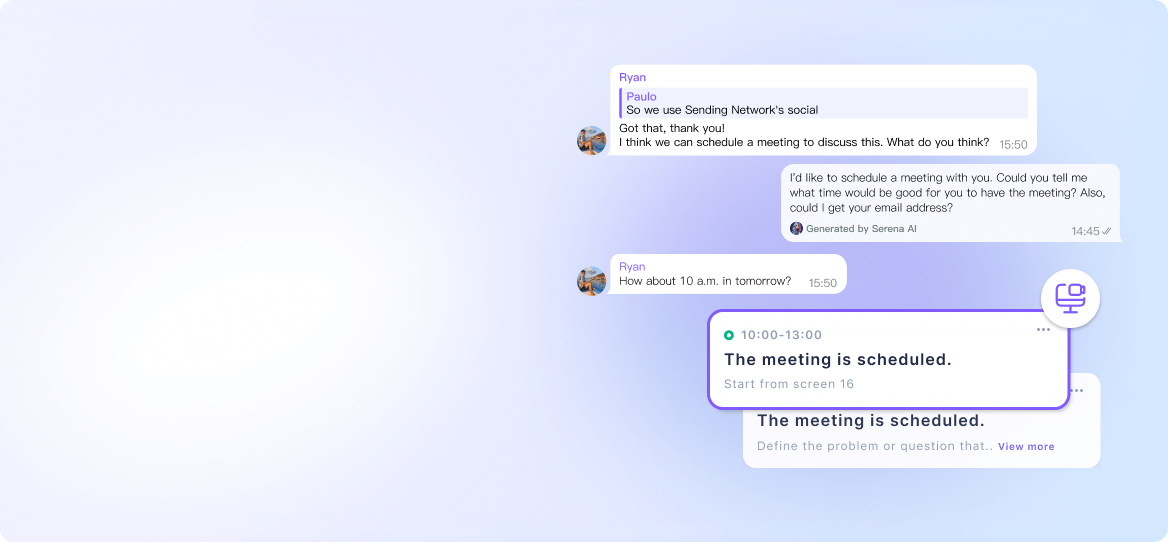 Ryan
Paulo
So we use Sending Network's social
Got that, thank you!
I think we can schedule a meeting to discuss this. What do you think?
15:50
I'd like to schedule a meeting with you. Could you tell me
what time would be good for you to have the meeting? Also,
could I get your email address?
Generated by Serena AI
14:45
Ryan
How about 10 a.m. in tomorrow?
15:50
10:00-13:00
The meeting is scheduled.
Start from screen 16
The meeting is scheduled.
Define the problem or question that.. View more